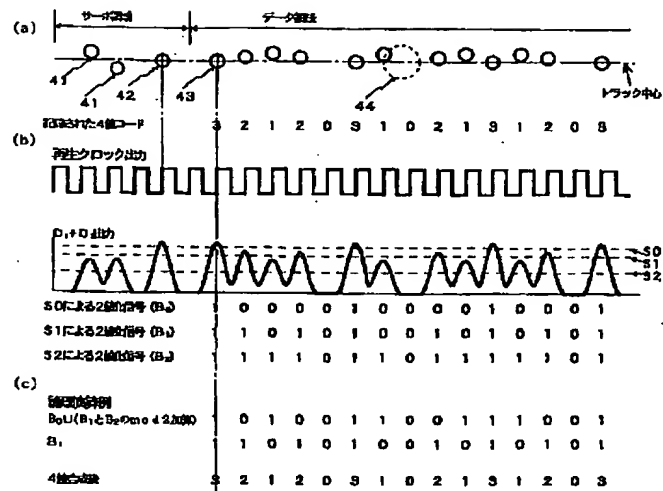 (a)
サーボ領域 データ領域
41 41 42 43 44 トラック中心
記録された4値コード 3 2 1 2 0 3 1 0 2 1 3 1 2 0 3
(b)
再生クロック出力
出力
S0
S1
S2
S0による2値化信号 (B₀) 1 0 0 0 0 1 0 0 0 0 1 0 0 0 1
S1による2値化信号 (B₁) 1 1 0 1 0 1 0 0 1 0 1 0 1 0 1
S2による2値化信号 (B₂) 1 1 1 1 0 1 1 0 1 1 1 1 1 0 1
(c)
B₀∪(B₁とB₂のmod2加算) 1 0 1 0 0 1 1 0 0 1 1 1 0 0 1
B₁ 1 1 0 1 0 1 0 0 1 0 1 0 1 0 1
3 2 1 2 0 3 1 0 2 1 3 1 2 0 3